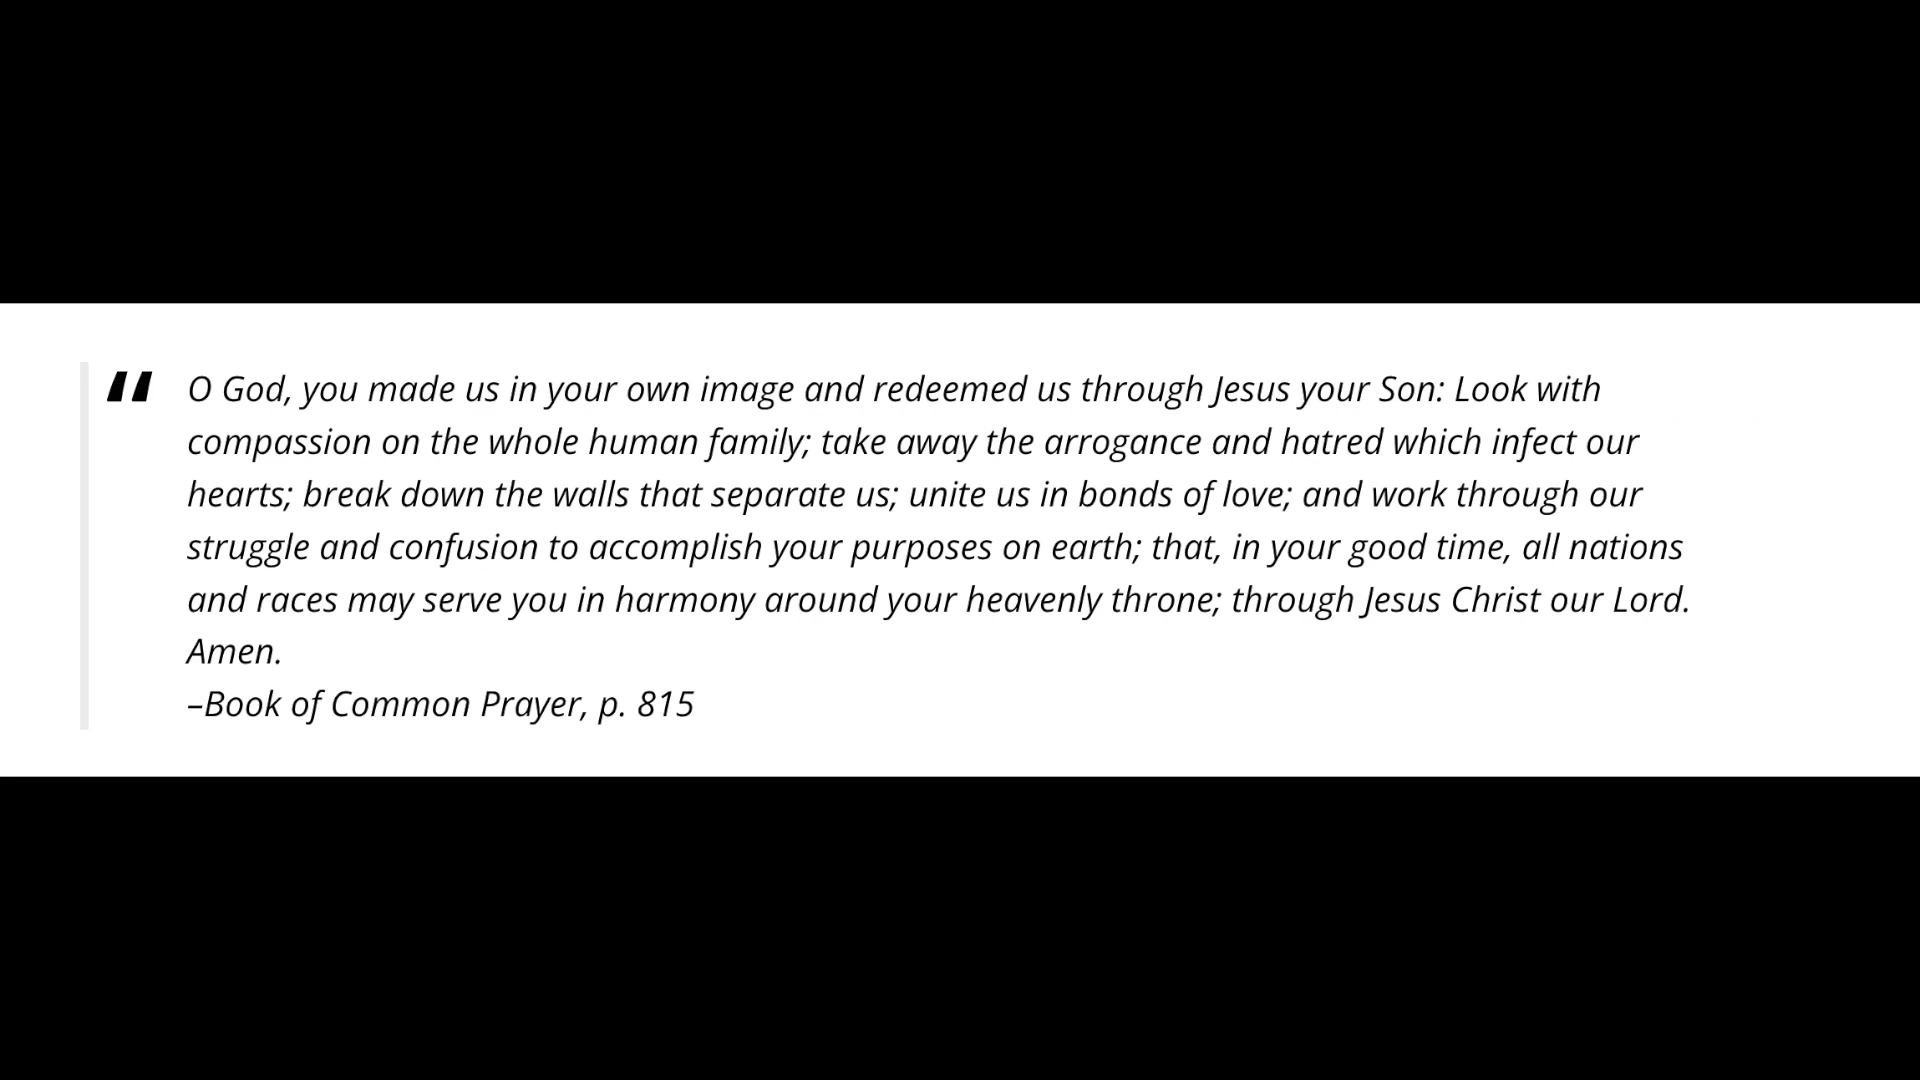 “ O God, you made us in your own image and redeemed us through Jesus your Son: Look with
compassion on the whole human family; take away the arrogance and hatred which infect our
hearts; break down the walls that separate us; unite us in bonds of love; and work through our
struggle and confusion to accomplish your purposes on earth; that, in your good time, all nations
and races may serve you in harmony around your heavenly throne; through Jesus Christ our Lord.
Amen.
–Book of Common Prayer, p. 815